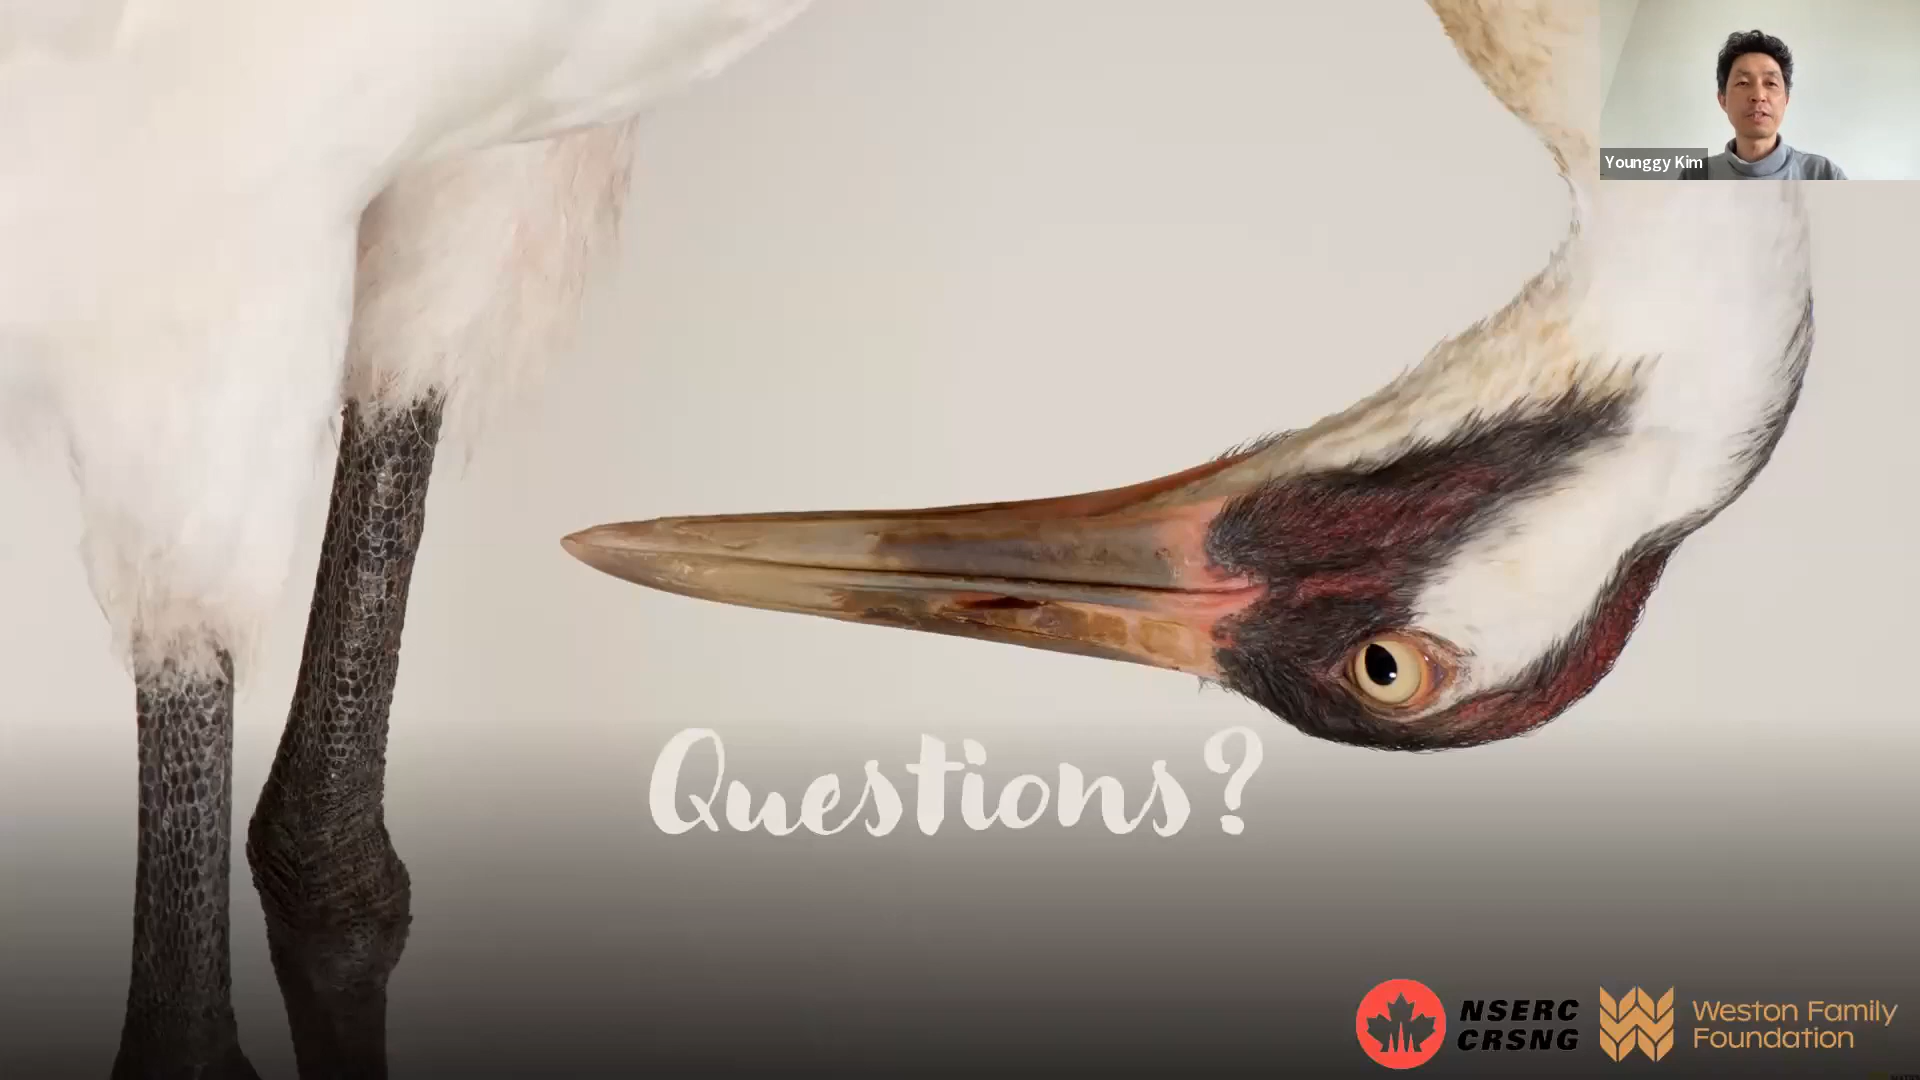 Younggy Kim
Questions?
NSERC
CRSNG
Weston Family
Foundation